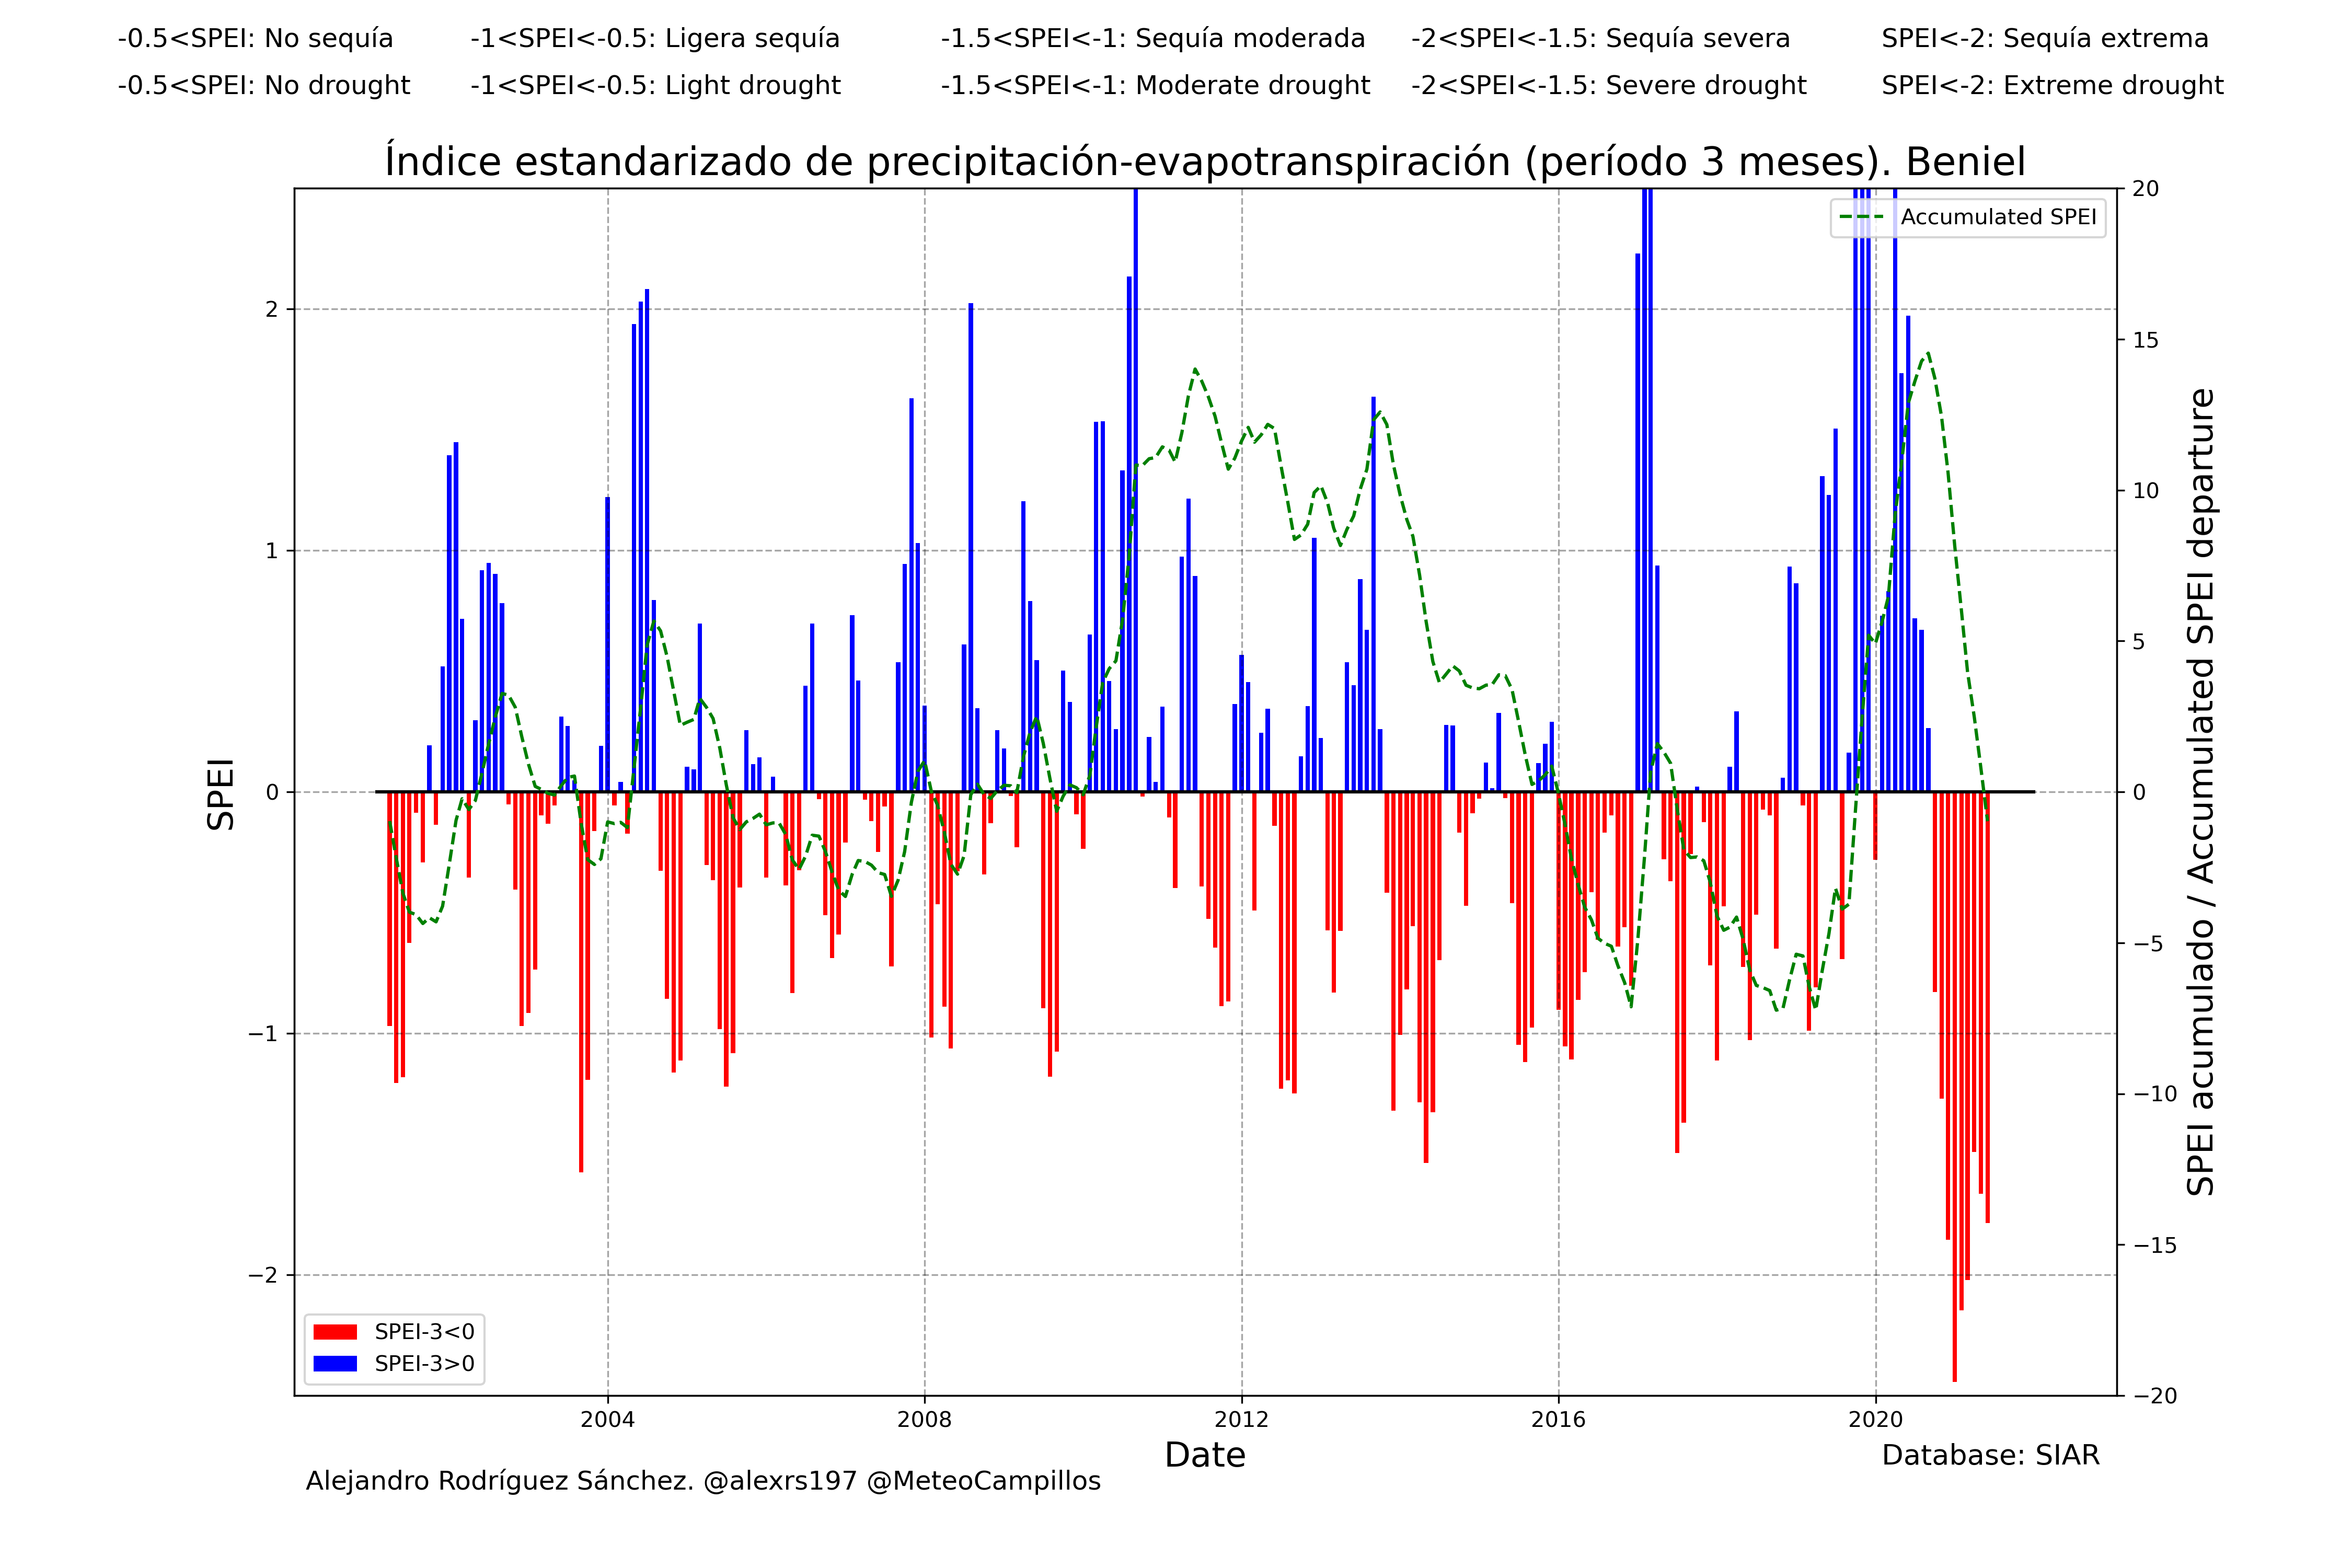 -0.5<SPEI: No sequía -1<SPEI<-0.5: Ligera sequía -1.5<SPEI<-1: Sequía moderada -2<SPEI<-1.5: Sequía severa SPEI<-2: Sequía extrema
-0.5<SPEI: No drought -1<SPEI<-0.5: Light drought -1.5<SPEI<-1: Moderate drought -2<SPEI<-1.5: Severe drought SPEI<-2: Extreme drought
Índice estandarizado de precipitación-evapotranspiración (período 3 meses). Beniel
Accumulated SPEI
2
1
0
−1
−2
SPEI
20
15
10
5
0
−5
−10
−15
−20
SPEI acumulado / Accumulated SPEI departure
SPEI-3<0
SPEI-3>0
2004 2008 2012 2016 2020
Date
Database: SIAR
Alejandro Rodríguez Sánchez. @alexrs197 @MeteoCampillos